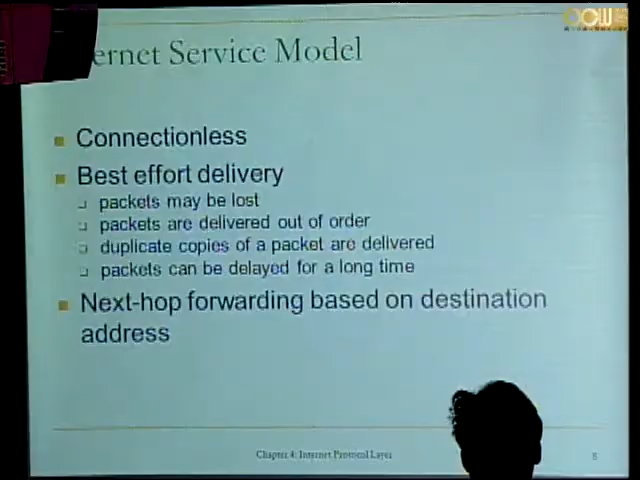 ernet Service Model
Connectionless
Best effort delivery
packets may be lost
packets are delivered out of order
duplicate copies of a packet are delivered
packets can be delayed for a long time
Next-hop forwarding based on destination
address
Chapter 4: Internet Protocol Layer
OCW